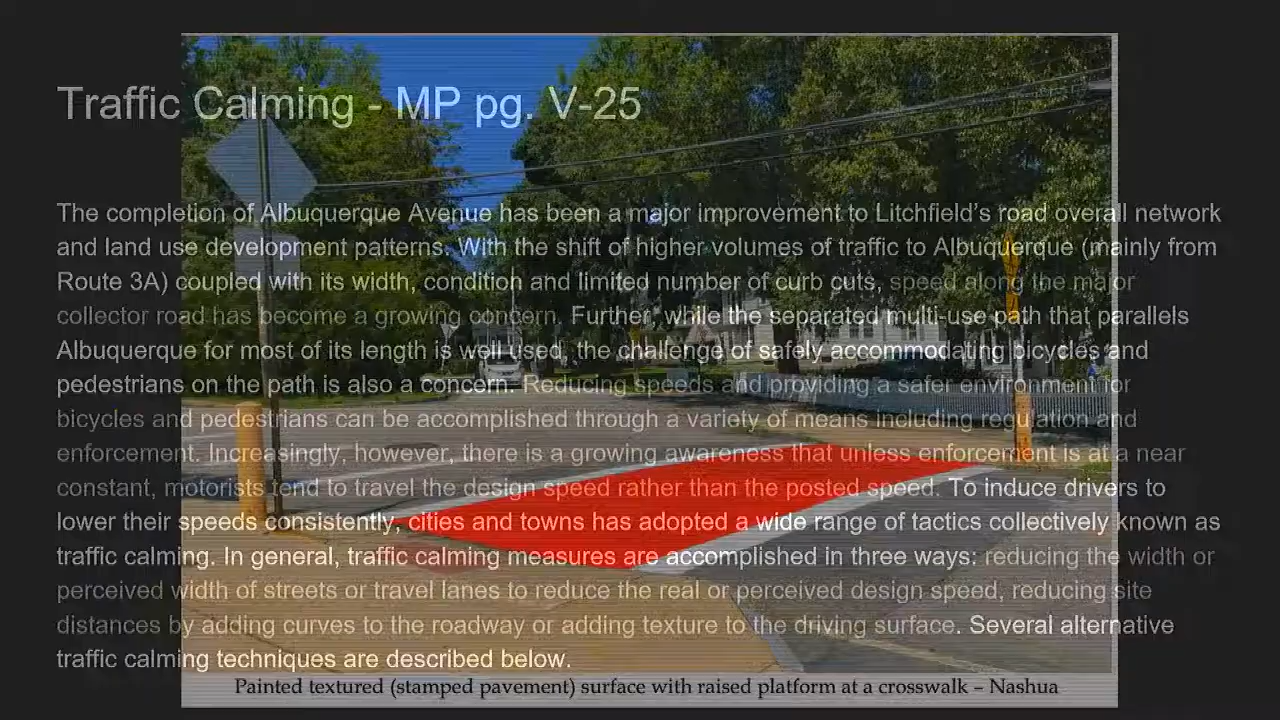 Traffic Calming - MP pg. V-25
The completion of Albuquerque Avenue has been a major improvement to Litchfield's road overall network
and land use development patterns. With the shift of higher volumes of traffic to Albuquerque (mainly from
Route 3A) coupled with its width, condition and limited number of curb cuts, speed along the major
collector road has become a growing concern. Further, while the separated multi-use path that parallels
Albuquerque for most of its length is well used, the challenge of safely accommodating bicycles and
pedestrians on the path is also a concern. Reducing speeds and providing a safer environment for
bicycles and pedestrians can be accomplished through a variety of means including regulation and
enforcement. Increasingly, however, there is a growing awareness that unless enforcement is at a near
constant, motorists tend to travel the design speed rather than the posted speed. To induce drivers to
lower their speeds consistently, cities and towns has adopted a wide range of tactics collectively known as
traffic calming. In general, traffic calming measures are accomplished in three ways: reducing the width or
perceived width of streets or travel lanes to reduce the real or perceived design speed, reducing site
distances by adding curves to the roadway or adding texture to the driving surface. Several alternative
traffic calming techniques are described below.
Painted textured (stamped pavement) surface with raised platform at a crosswalk – Nashua